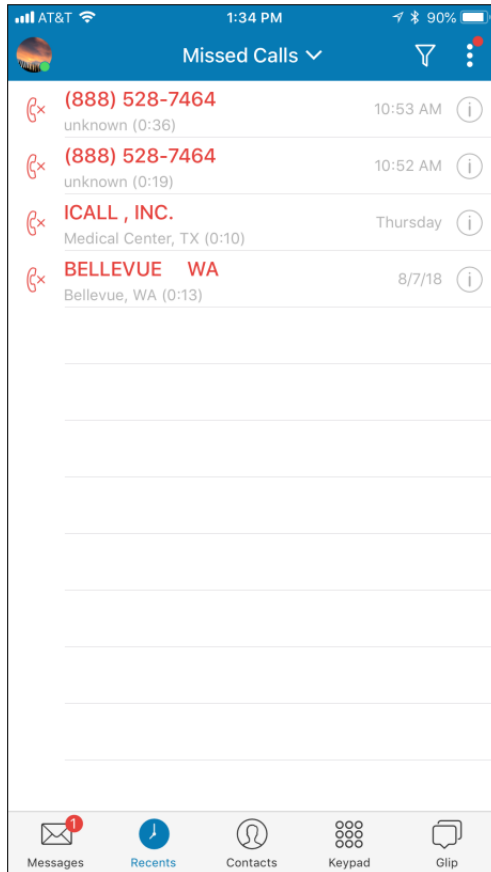 AT&T 1:34 PM 90%
Missed Calls
(888) 528-7464
unknown (0:36)
10:53 AM
(888) 528-7464
unknown (0:19)
10:52 AM
ICALL , INC.
Medical Center, TX (0:10)
Thursday
BELLEVUE WA
Bellevue, WA (0:13)
8/7/18
1
Messages Recents Contacts Keypad Glip